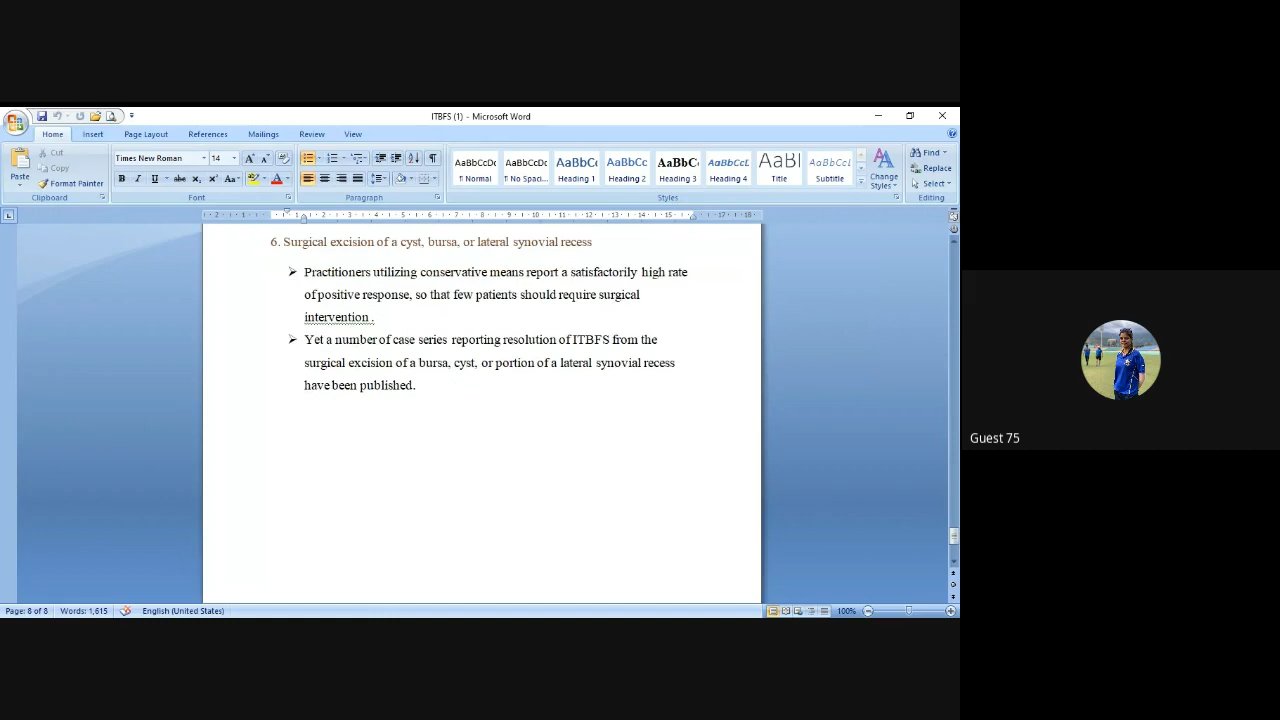 ITBFS (1) - Microsoft Word
Home Insert Page Layout References Mailings Review View
Paste
Cut
Copy
Format Painter
Clipboard
Times New Roman 14
Font
Paragraph
AaBbCcDc AaBbCcDc AaBbCc AaBbCc AaBbC AaBbCcL AaBl AaBbCcL
¶ Normal ¶ No Spaci... Heading 1 Heading 2 Heading 3 Heading 4 Title Subtitle
Change Styles
Styles
Find
Replace
Select
Editing
6. Surgical excision of a cyst, bursa, or lateral synovial recess
Practitioners utilizing conservative means report a satisfactorily high rate
of positive response, so that few patients should require surgical
intervention .
Yet a number of case series reporting resolution of ITBFS from the
surgical excision of a bursa, cyst, or portion of a lateral synovial recess
have been published.
Page: 8 of 8 Words: 1,615 English (United States) 100%
Guest 75